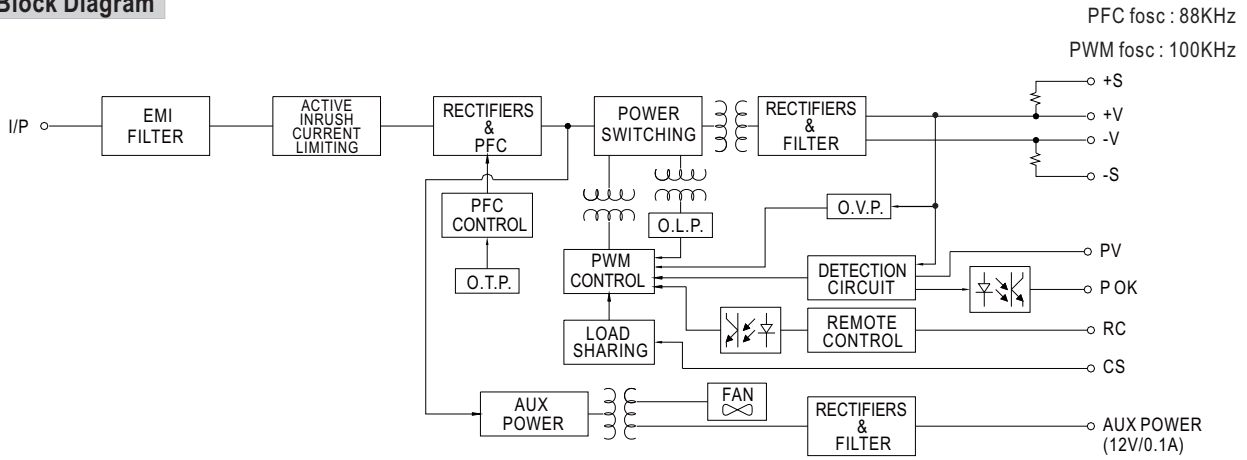 Block Diagram
PFC fosc : 88KHz
PWM fosc : 100KHz
I/P
EMI
FILTER
ACTIVE
INRUSH
CURRENT
LIMITING
RECTIFIERS
&
PFC
POWER
SWITCHING
RECTIFIERS
&
FILTER
+S
+V
-V
-S
PFC
CONTROL
O.T.P.
O.L.P.
O.V.P.
PWM
CONTROL
DETECTION
CIRCUIT
PV
P OK
LOAD
SHARING
REMOTE
CONTROL
RC
CS
AUX
POWER
FAN
RECTIFIERS
&
FILTER
AUX POWER
(12V/0.1A)